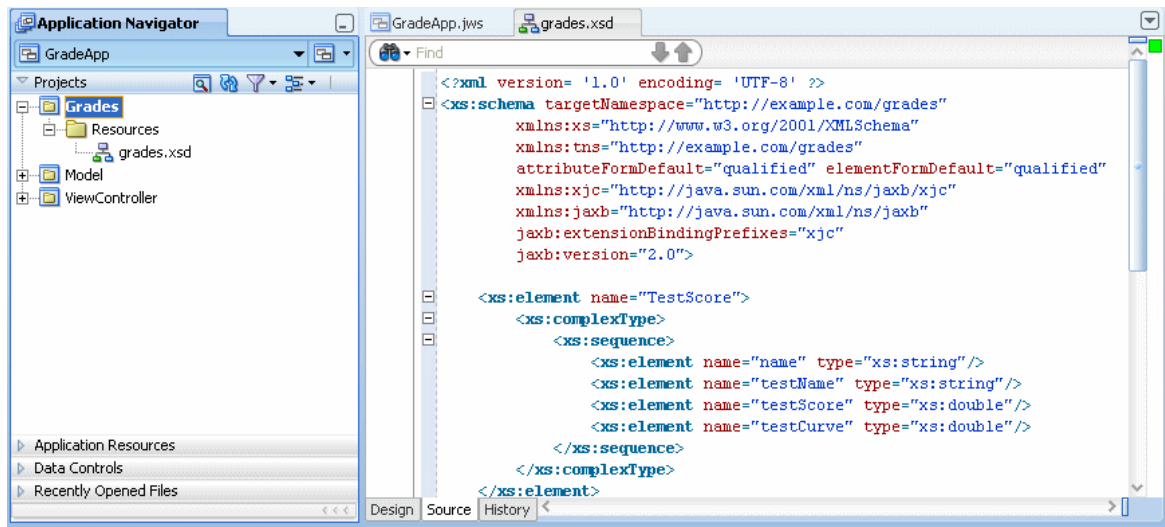 Application Navigator
GradeApp
Projects
Grades
Resources
grades.xsd
Model
ViewController
Application Resources
Data Controls
Recently Opened Files
GradeApp.jws
grades.xsd
Find
<?xml version= '1.0' encoding= 'UTF-8' ?>
<xs:schema targetNamespace="http://example.com/grades"
xmlns:xs="http://www.w3.org/2001/XMLSchema"
xmlns:tns="http://example.com/grades"
attributeFormDefault="qualified" elementFormDefault="qualified"
xmlns:xjc="http://java.sun.com/xml/ns/jaxb/xjc"
xmlns:jaxb="http://java.sun.com/xml/ns/jaxb"
jaxb:extensionBindingPrefixes="xjc"
jaxb:version="2.0">
<xs:element name="TestScore">
<xs:complexType>
<xs:sequence>
<xs:element name="name" type="xs:string"/>
<xs:element name="testName" type="xs:string"/>
<xs:element name="testScore" type="xs:double"/>
<xs:element name="testCurve" type="xs:double"/>
</xs:sequence>
</xs:complexType>
</xs:element>
Design Source History